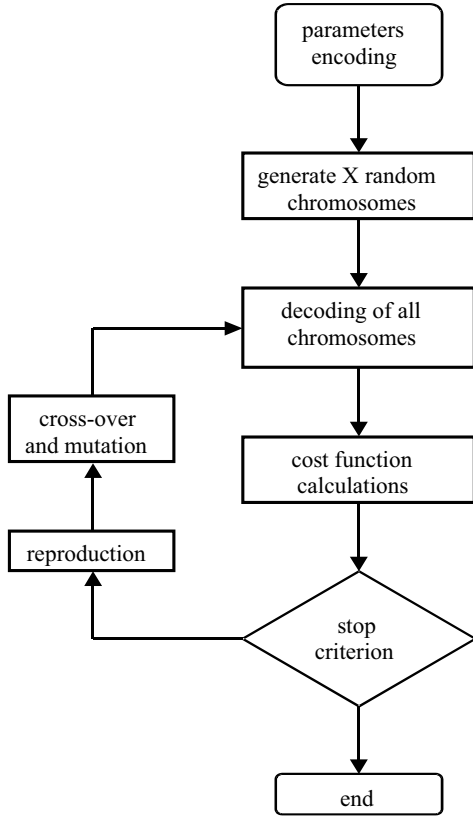 parameters
encoding
generate X random
chromosomes
decoding of all
chromosomes
cross-over
and mutation
cost function
calculations
reproduction
stop
criterion
end